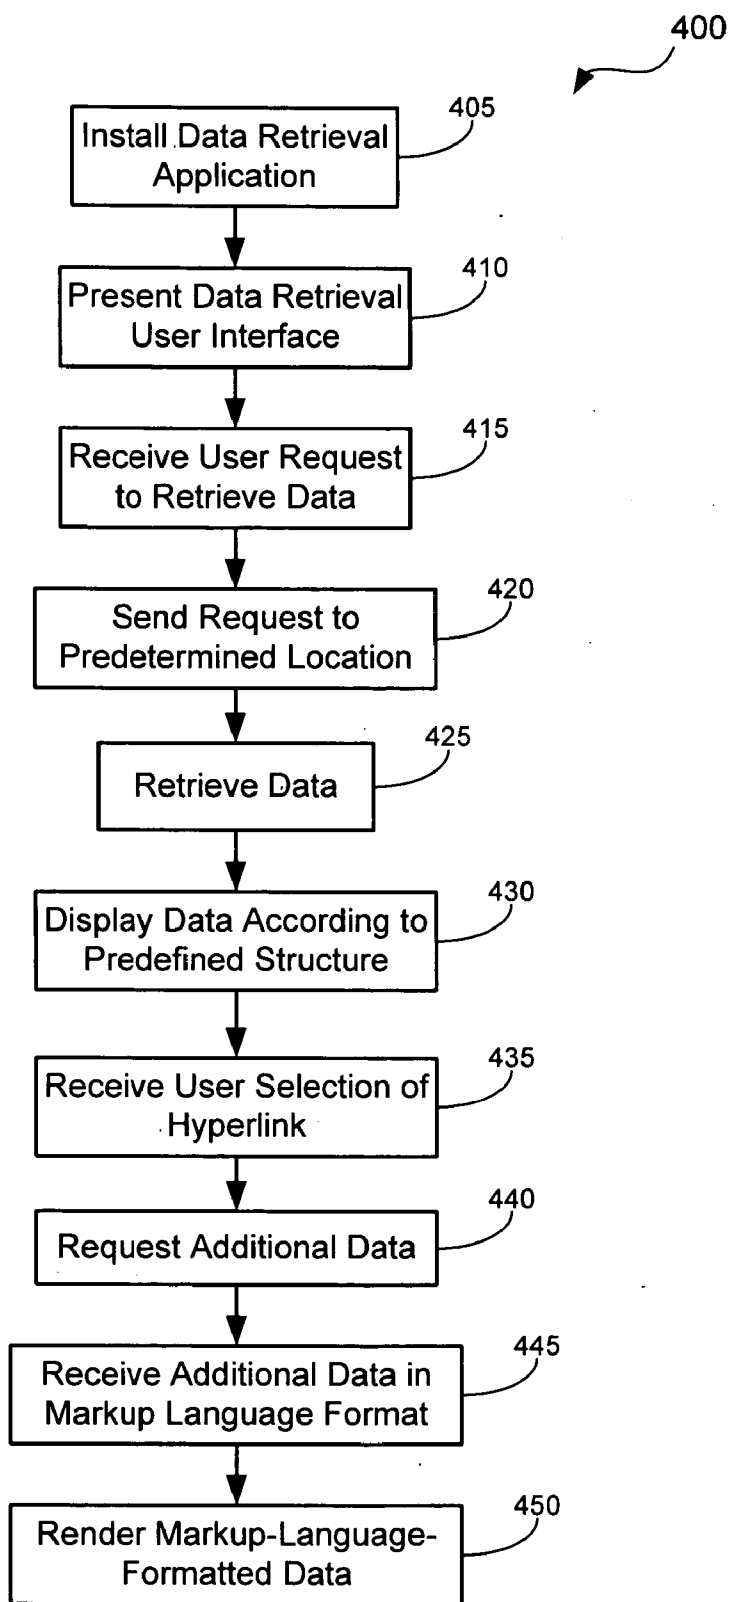 400
405
Install Data Retrieval
Application
410
Present Data Retrieval
User Interface
415
Receive User Request
to Retrieve Data
420
Send Request to
Predetermined Location
425
Retrieve Data
430
Display Data According to
Predefined Structure
435
Receive User Selection of
Hyperlink
440
Request Additional Data
445
Receive Additional Data in
Markup Language Format
450
Render Markup-Language-
Formatted Data